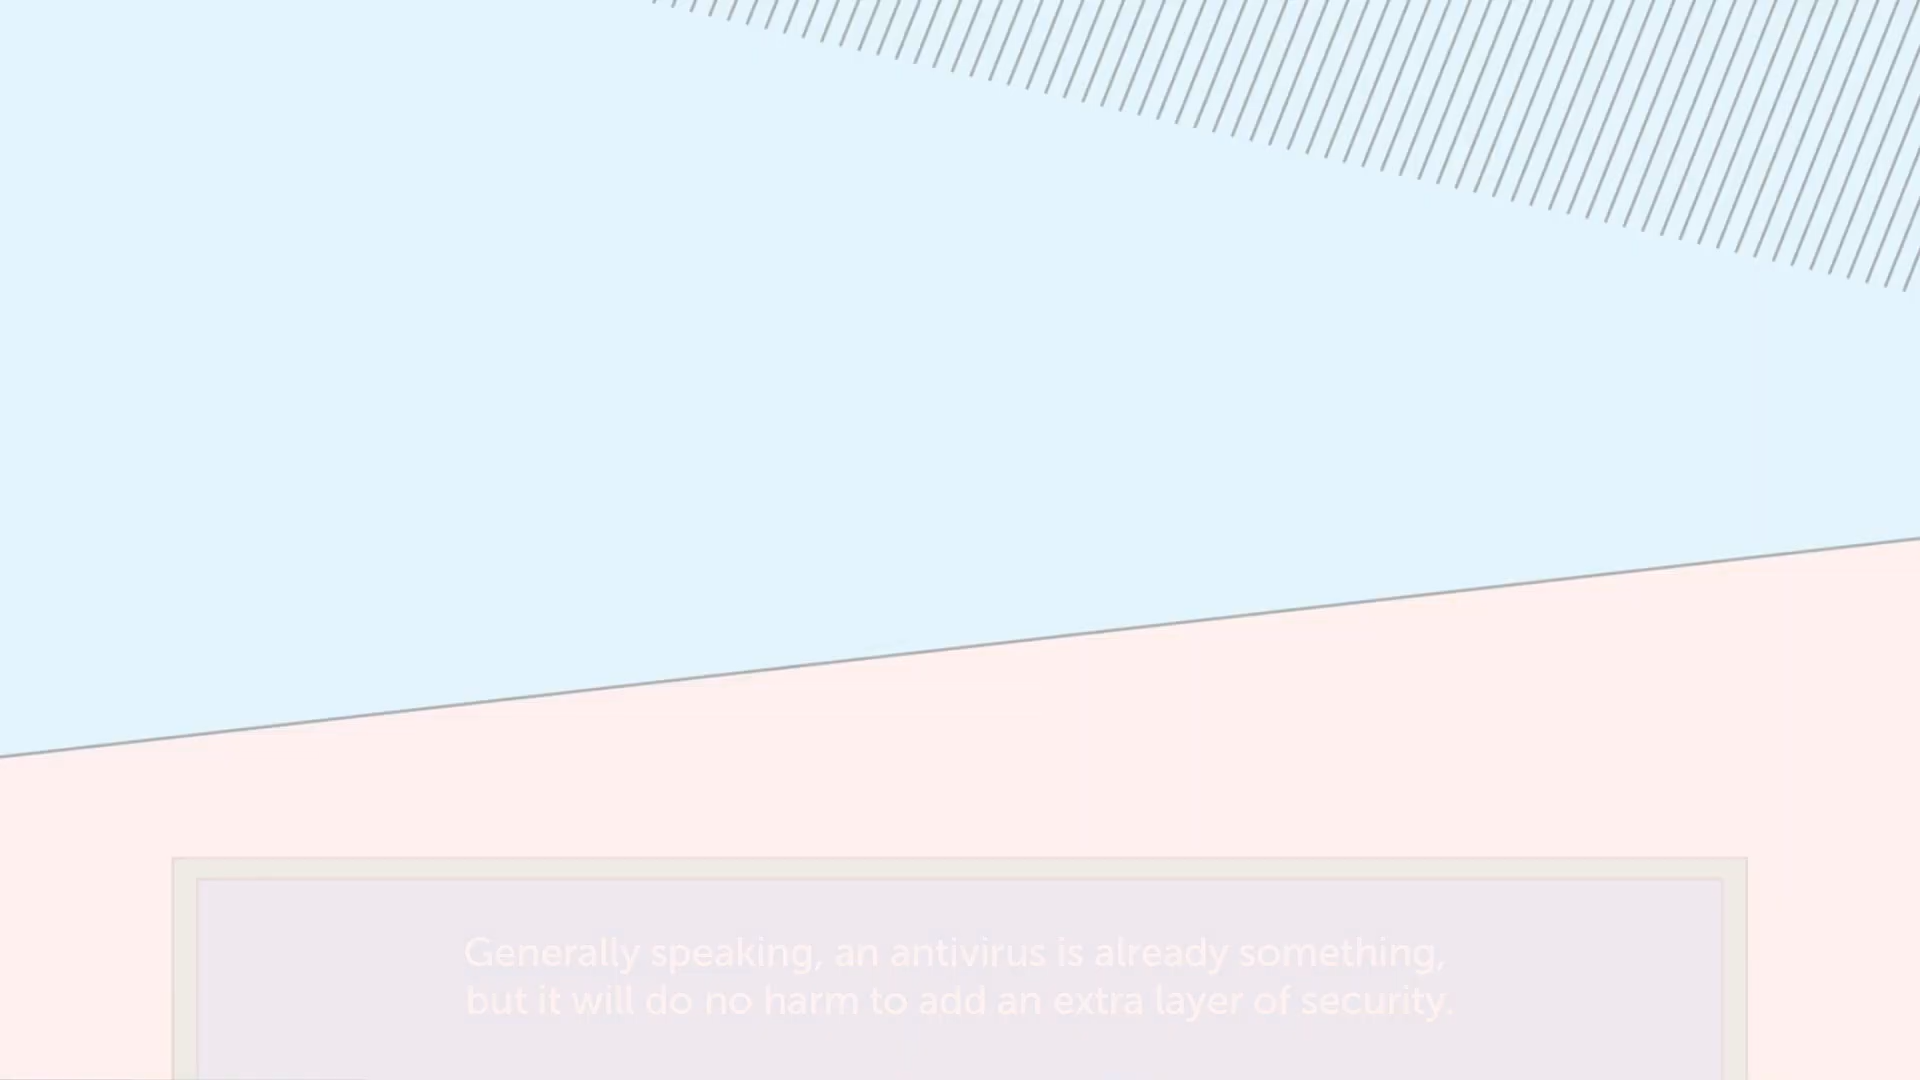 Generally speaking, an antivirus is already something,
but it will do no harm to add an extra layer of security.